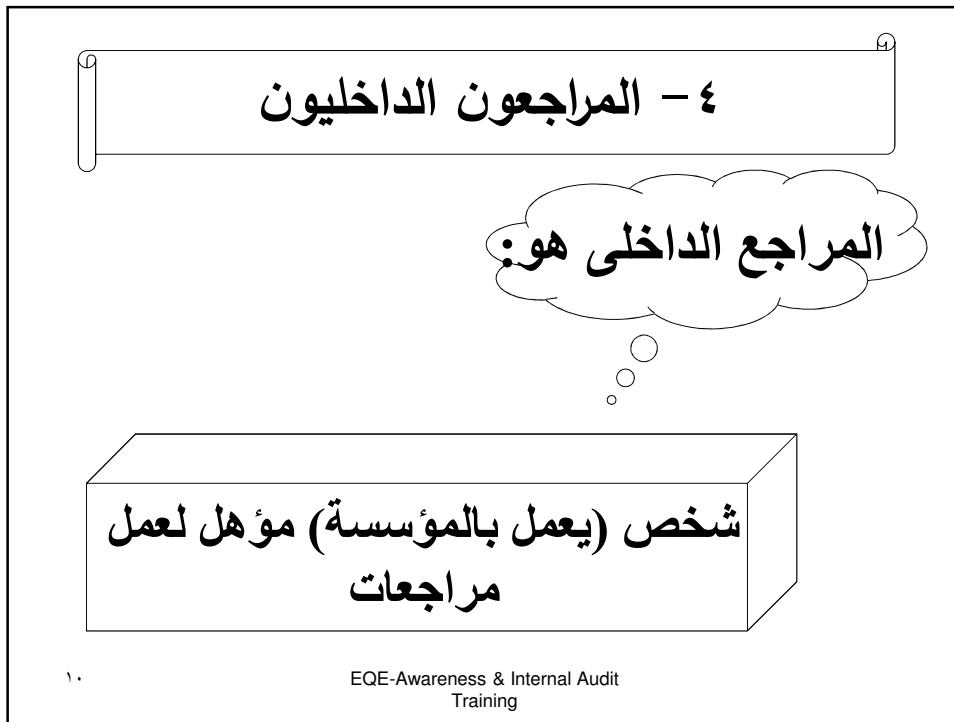 ٤- المراجعون الداخليون
المراجع الداخلى هو:
شخص (يعمل بالمؤسسة) مؤهل لعمل
مراجعات
١٠
EQE-Awareness & Internal Audit
Training